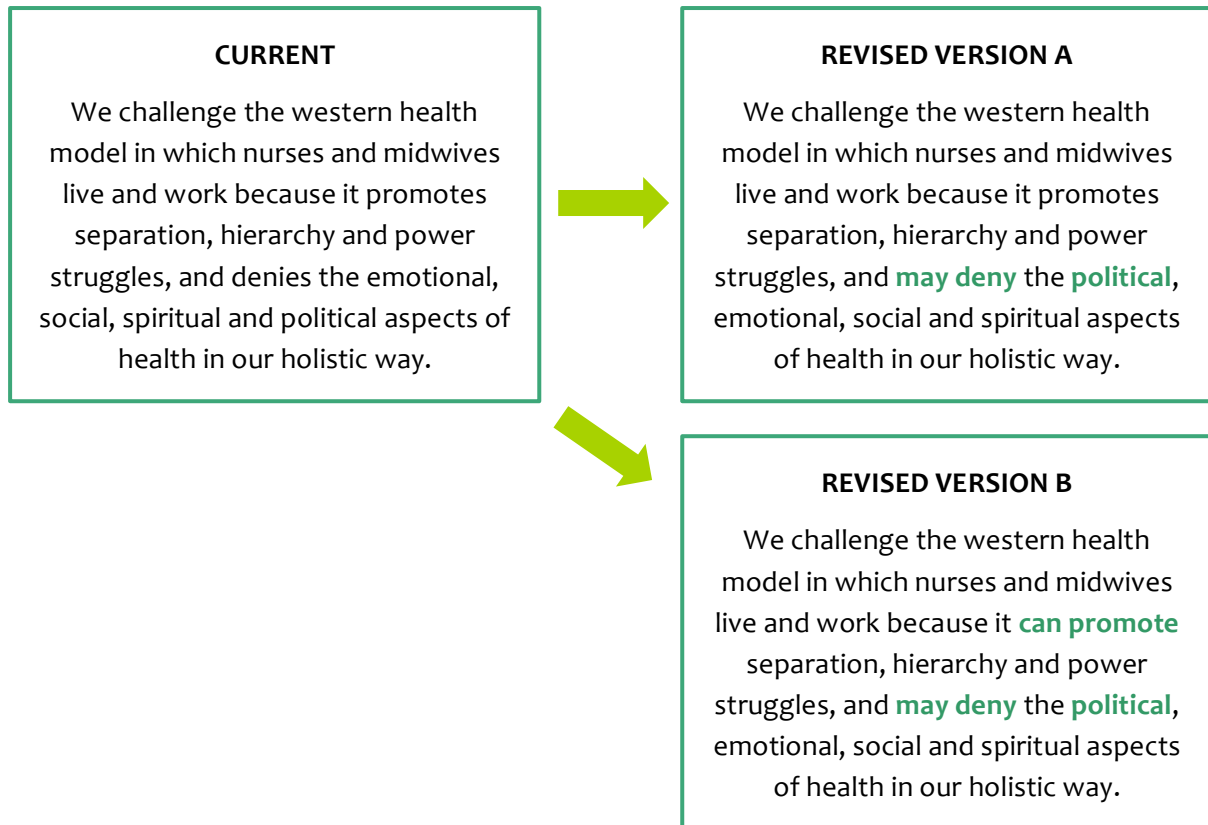 CURRENT
We challenge the western health
model in which nurses and midwives
live and work because it promotes
separation, hierarchy and power
struggles, and denies the emotional,
social, spiritual and political aspects of
health in our holistic way.
REVISED VERSION A
We challenge the western health
model in which nurses and midwives
live and work because it promotes
separation, hierarchy and power
struggles, and may deny the political,
emotional, social and spiritual aspects
of health in our holistic way.
REVISED VERSION B
We challenge the western health
model in which nurses and midwives
live and work because it can promote
separation, hierarchy and power
struggles, and may deny the political,
emotional, social and spiritual aspects
of health in our holistic way.